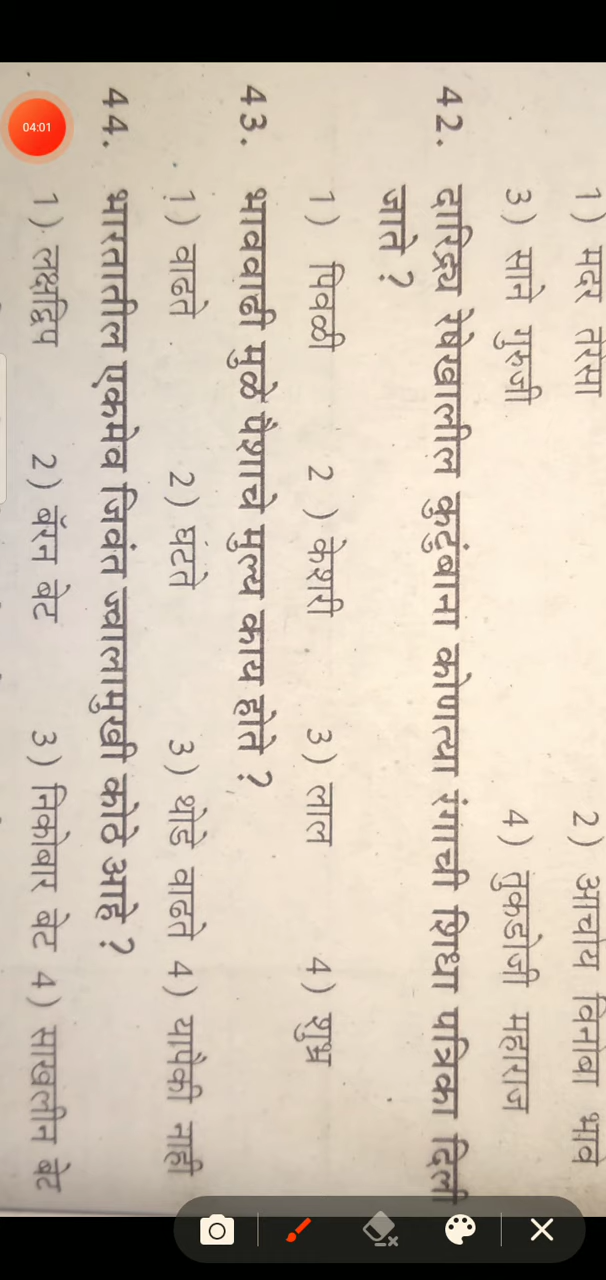 1) मदर तेरेसा 2) आचार्य विनोबा भावे
3) साने गुरुजी 4) तुकडोजी महाराज
42. दारिद्र्य रेषेखालील कुटुंबाना कोणत्या रंगाची शिधा पत्रिका दिली
जाते ?
1) पिवळी 2 ) केशरी 3) लाल 4) शुभ्र
43. भाववाढी मुळे पैशाचे मुल्य काय होते ?
1) वाढते 2) घटते 3) थोडे वाढते 4) यापैकी नाही
44. भारतातील एकमेव जिवंत ज्वालामुखी कोठे आहे ?
1) लक्षद्विप 2) बॅरन बेट 3) निकोबार बेट 4) साखलीन बेट
04:01